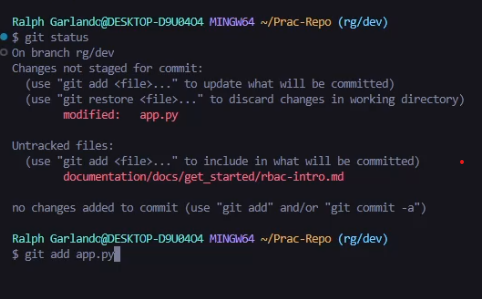 Ralph Garlandc@DESKTOP-D9U04O4 MINGW64 ~/Prac-Repo (rg/dev)
$ git status
On branch rg/dev
Changes not staged for commit:
(use "git add <file>..." to update what will be committed)
(use "git restore <file>..." to discard changes in working directory)
modified: app.py
Untracked files:
(use "git add <file>..." to include in what will be committed)
documentation/docs/get_started/rbac-intro.md
no changes added to commit (use "git add" and/or "git commit -a")
Ralph Garlandc@DESKTOP-D9U04O4 MINGW64 ~/Prac-Repo (rg/dev)
$ git add app.py